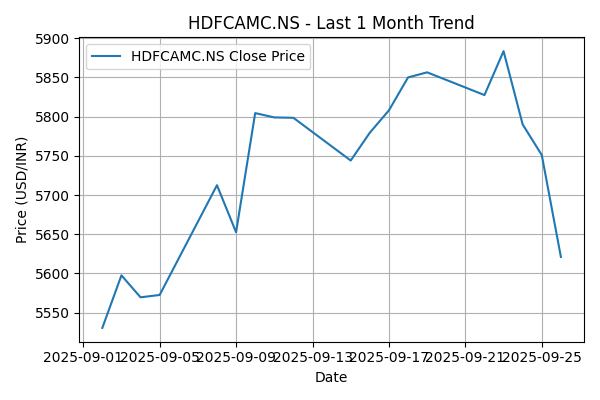 HDFCAMC.NS - Last 1 Month Trend
HDFCAMC.NS Close Price
Price (USD/INR)
5900
5850
5800
5750
5700
5650
5600
5550
2025-09-01 2025-09-05 2025-09-09 2025-09-13 2025-09-17 2025-09-21 2025-09-25
Date